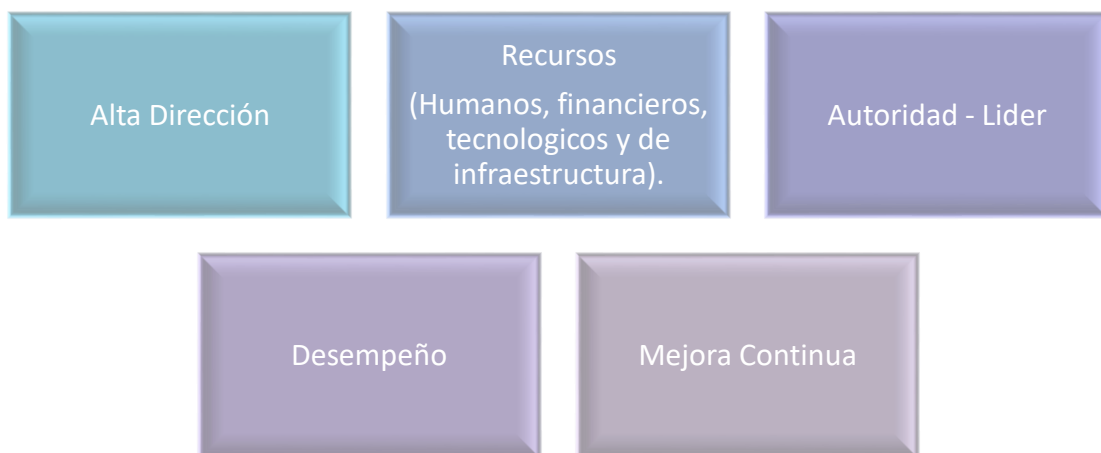 Alta Dirección
Recursos
(Humanos, financieros,
tecnologicos y de
infraestructura).
Autoridad - Lider
Desempeño
Mejora Continua